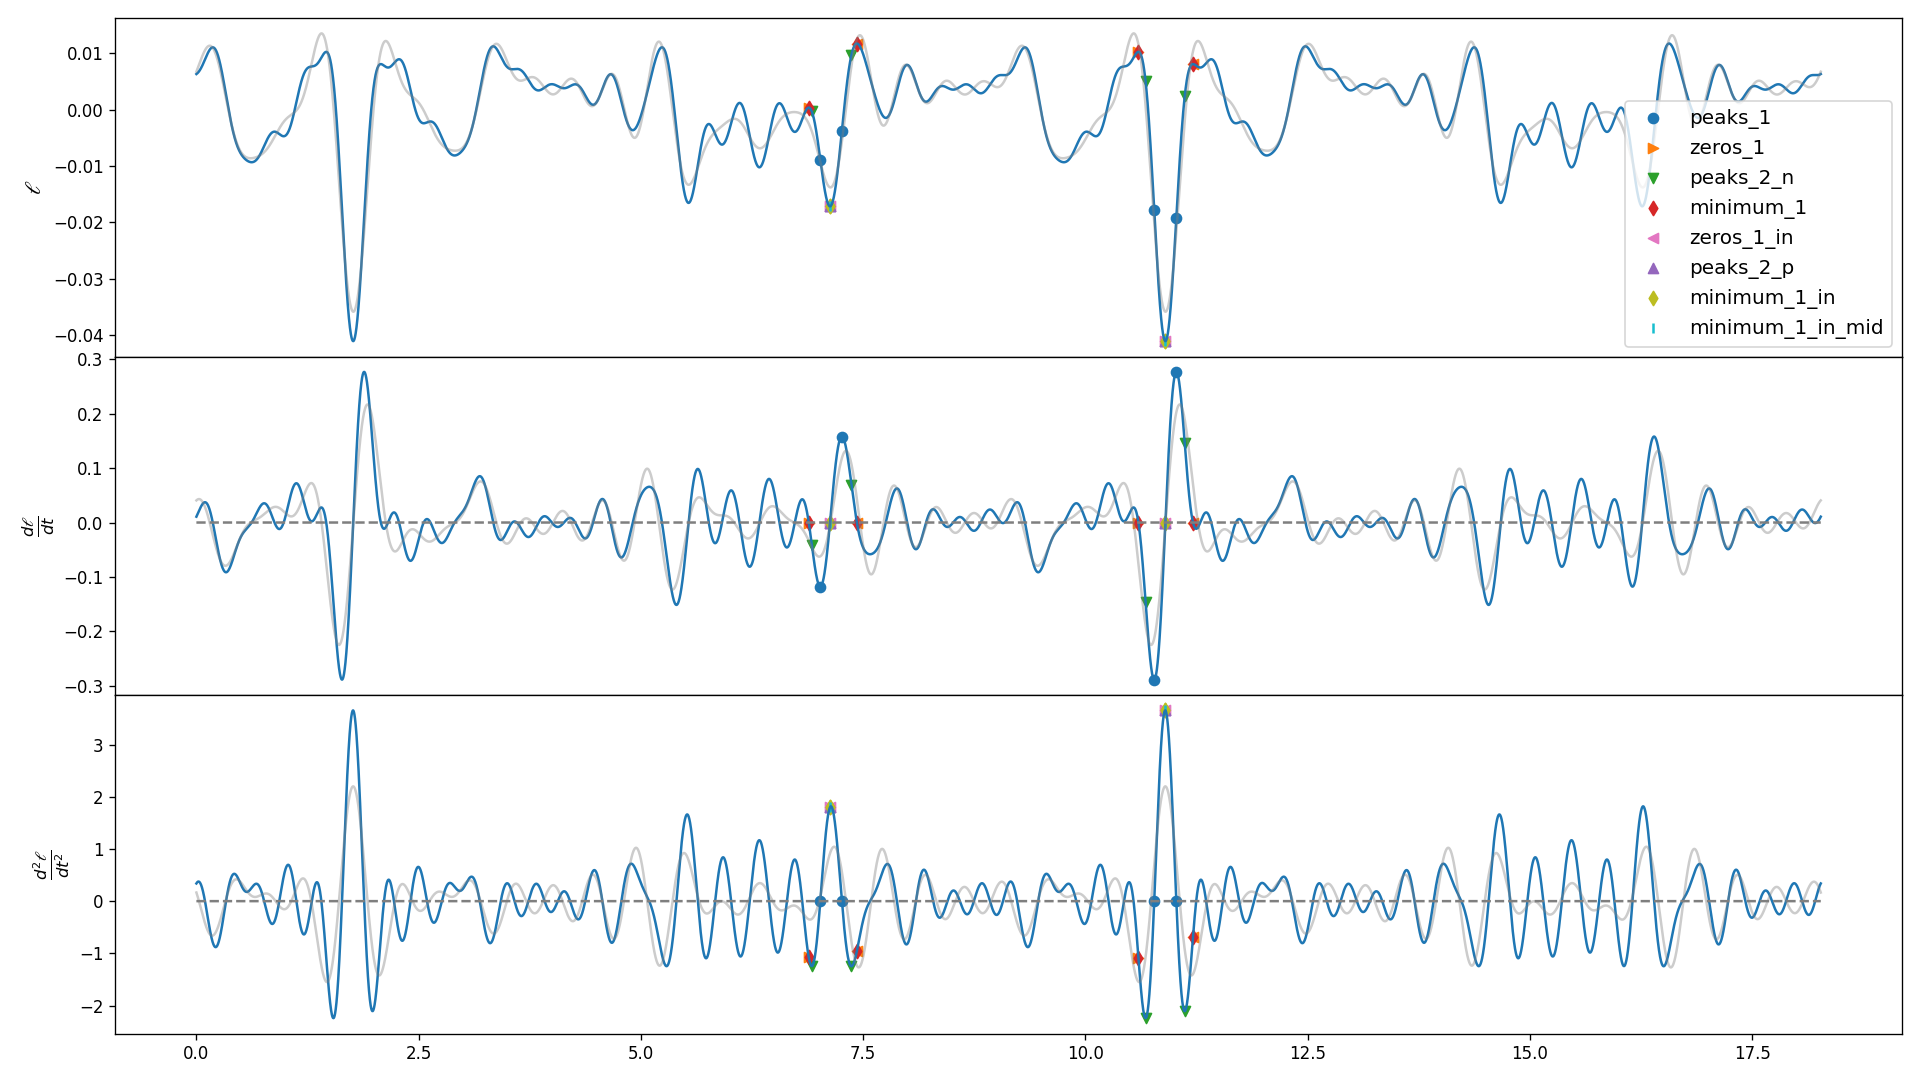 0.01
0.00
−0.01
−0.02
−0.03
−0.04
ℓ
peaks_1
zeros_1
peaks_2_n
minimum_1
zeros_1_in
peaks_2_p
minimum_1_in
minimum_1_in_mid
0.3
0.2
0.1
0.0
−0.1
−0.2
−0.3
dℓ
dt
3
2
1
0
−1
−2
d²ℓ
dt²
0.0 2.5 5.0 7.5 10.0 12.5 15.0 17.5